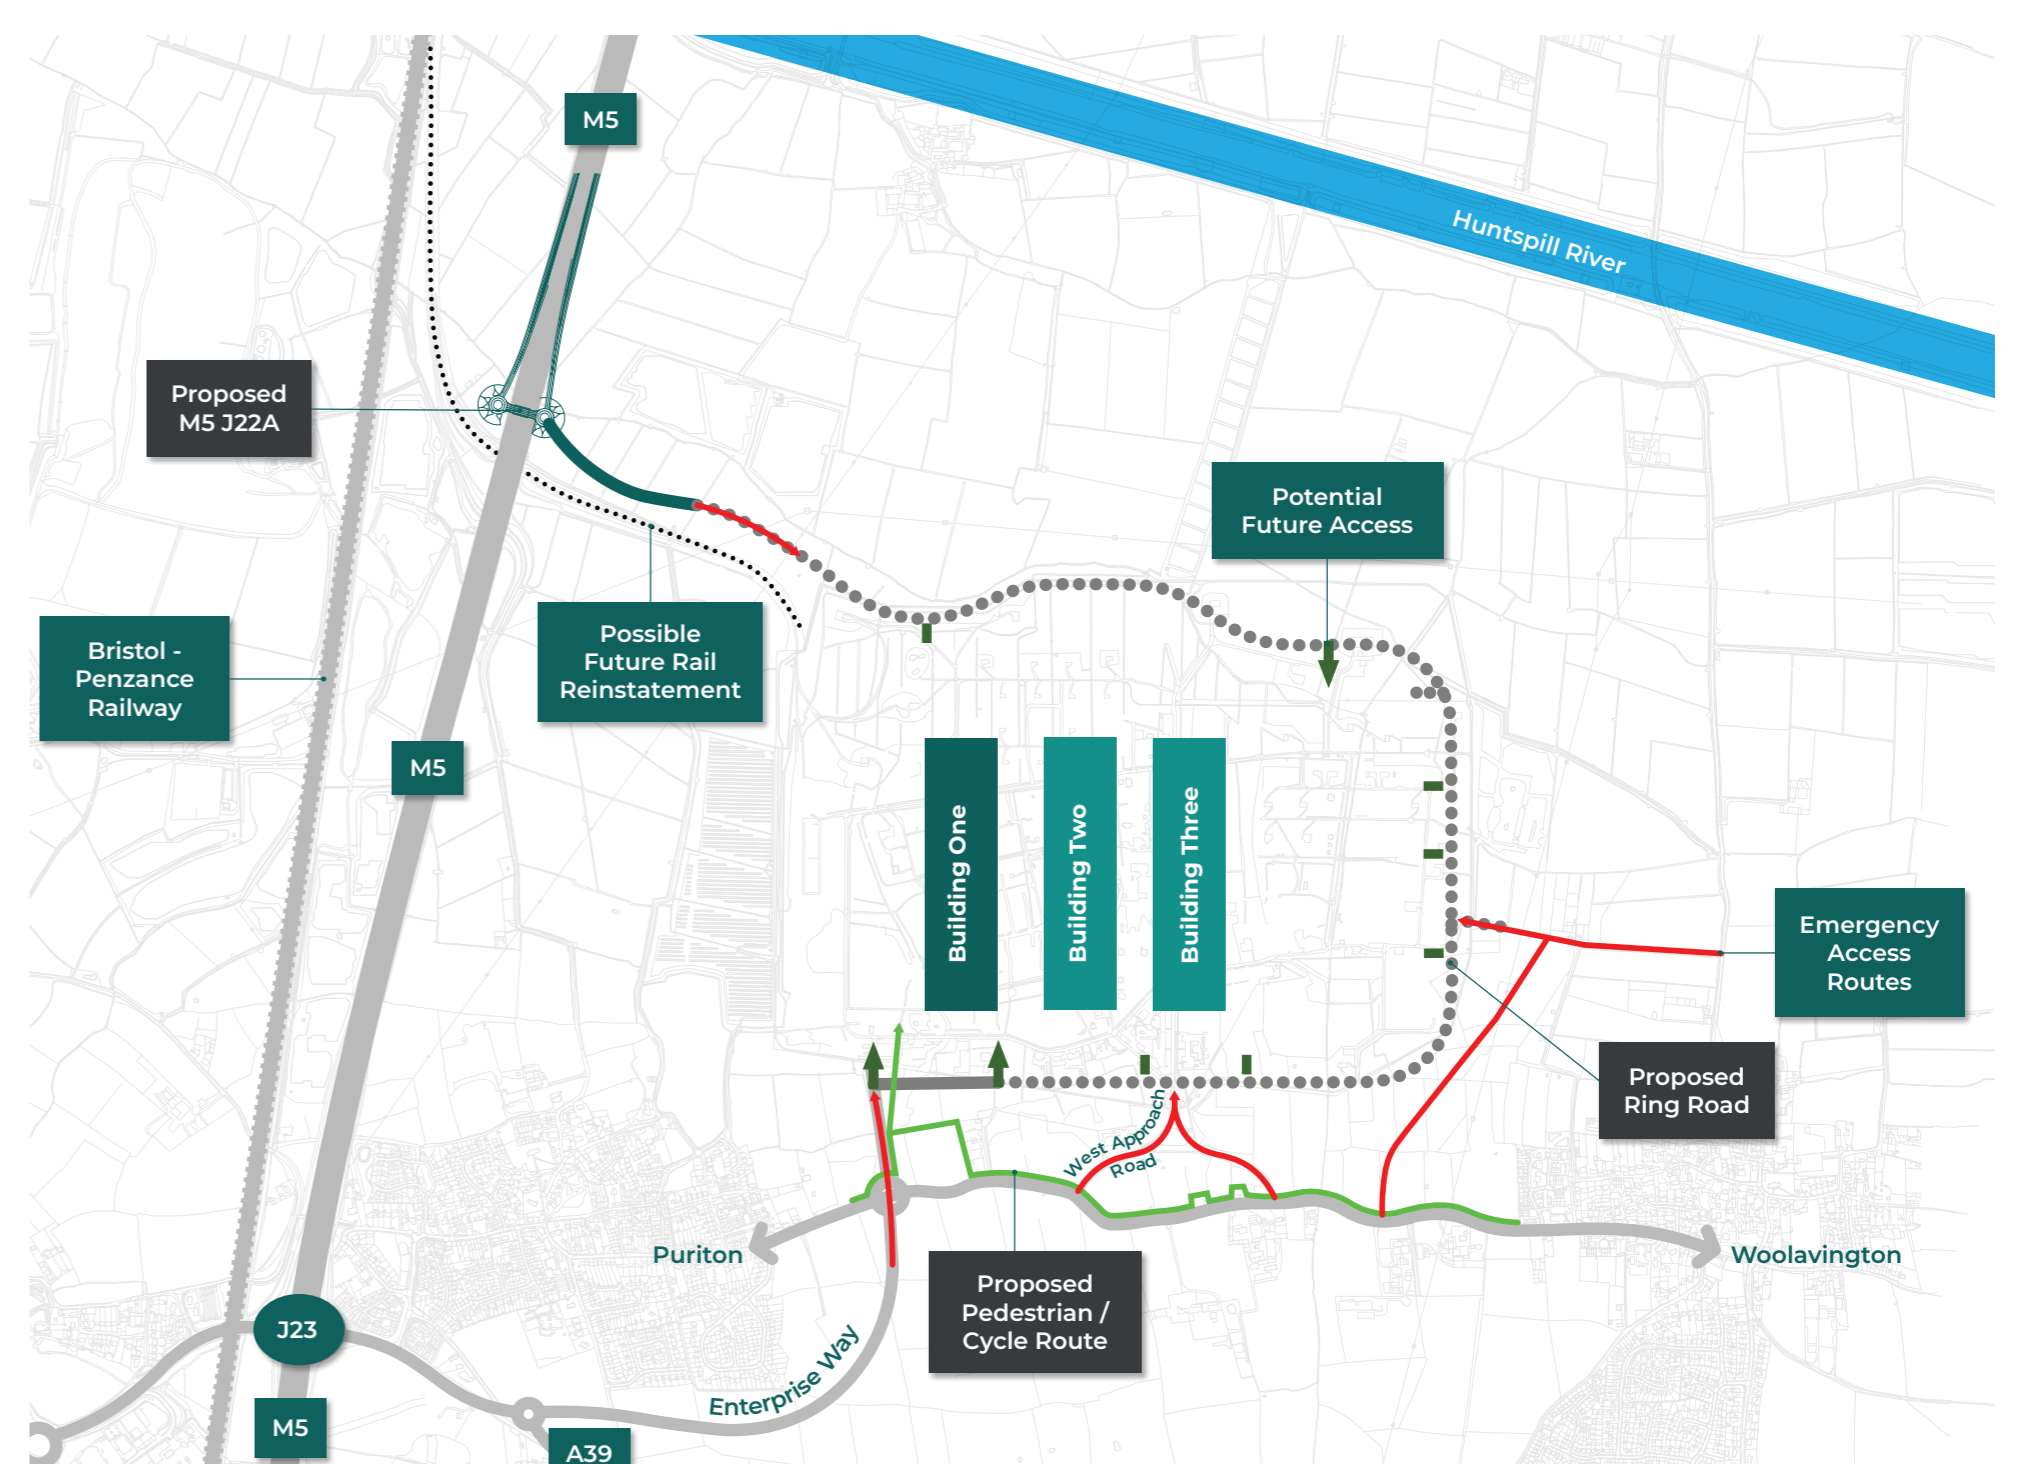 M5
Huntspill River
Proposed
M5 J22A
Potential
Future Access
Bristol -
Penzance
Railway
Possible
Future Rail
Reinstatement
M5
Building One
Building Two
Building Three
Emergency
Access
Routes
Proposed
Ring Road
West Approach
Road
Puriton
Woolavington
Proposed
Pedestrian /
Cycle Route
J23
Enterprise Way
M5
A39